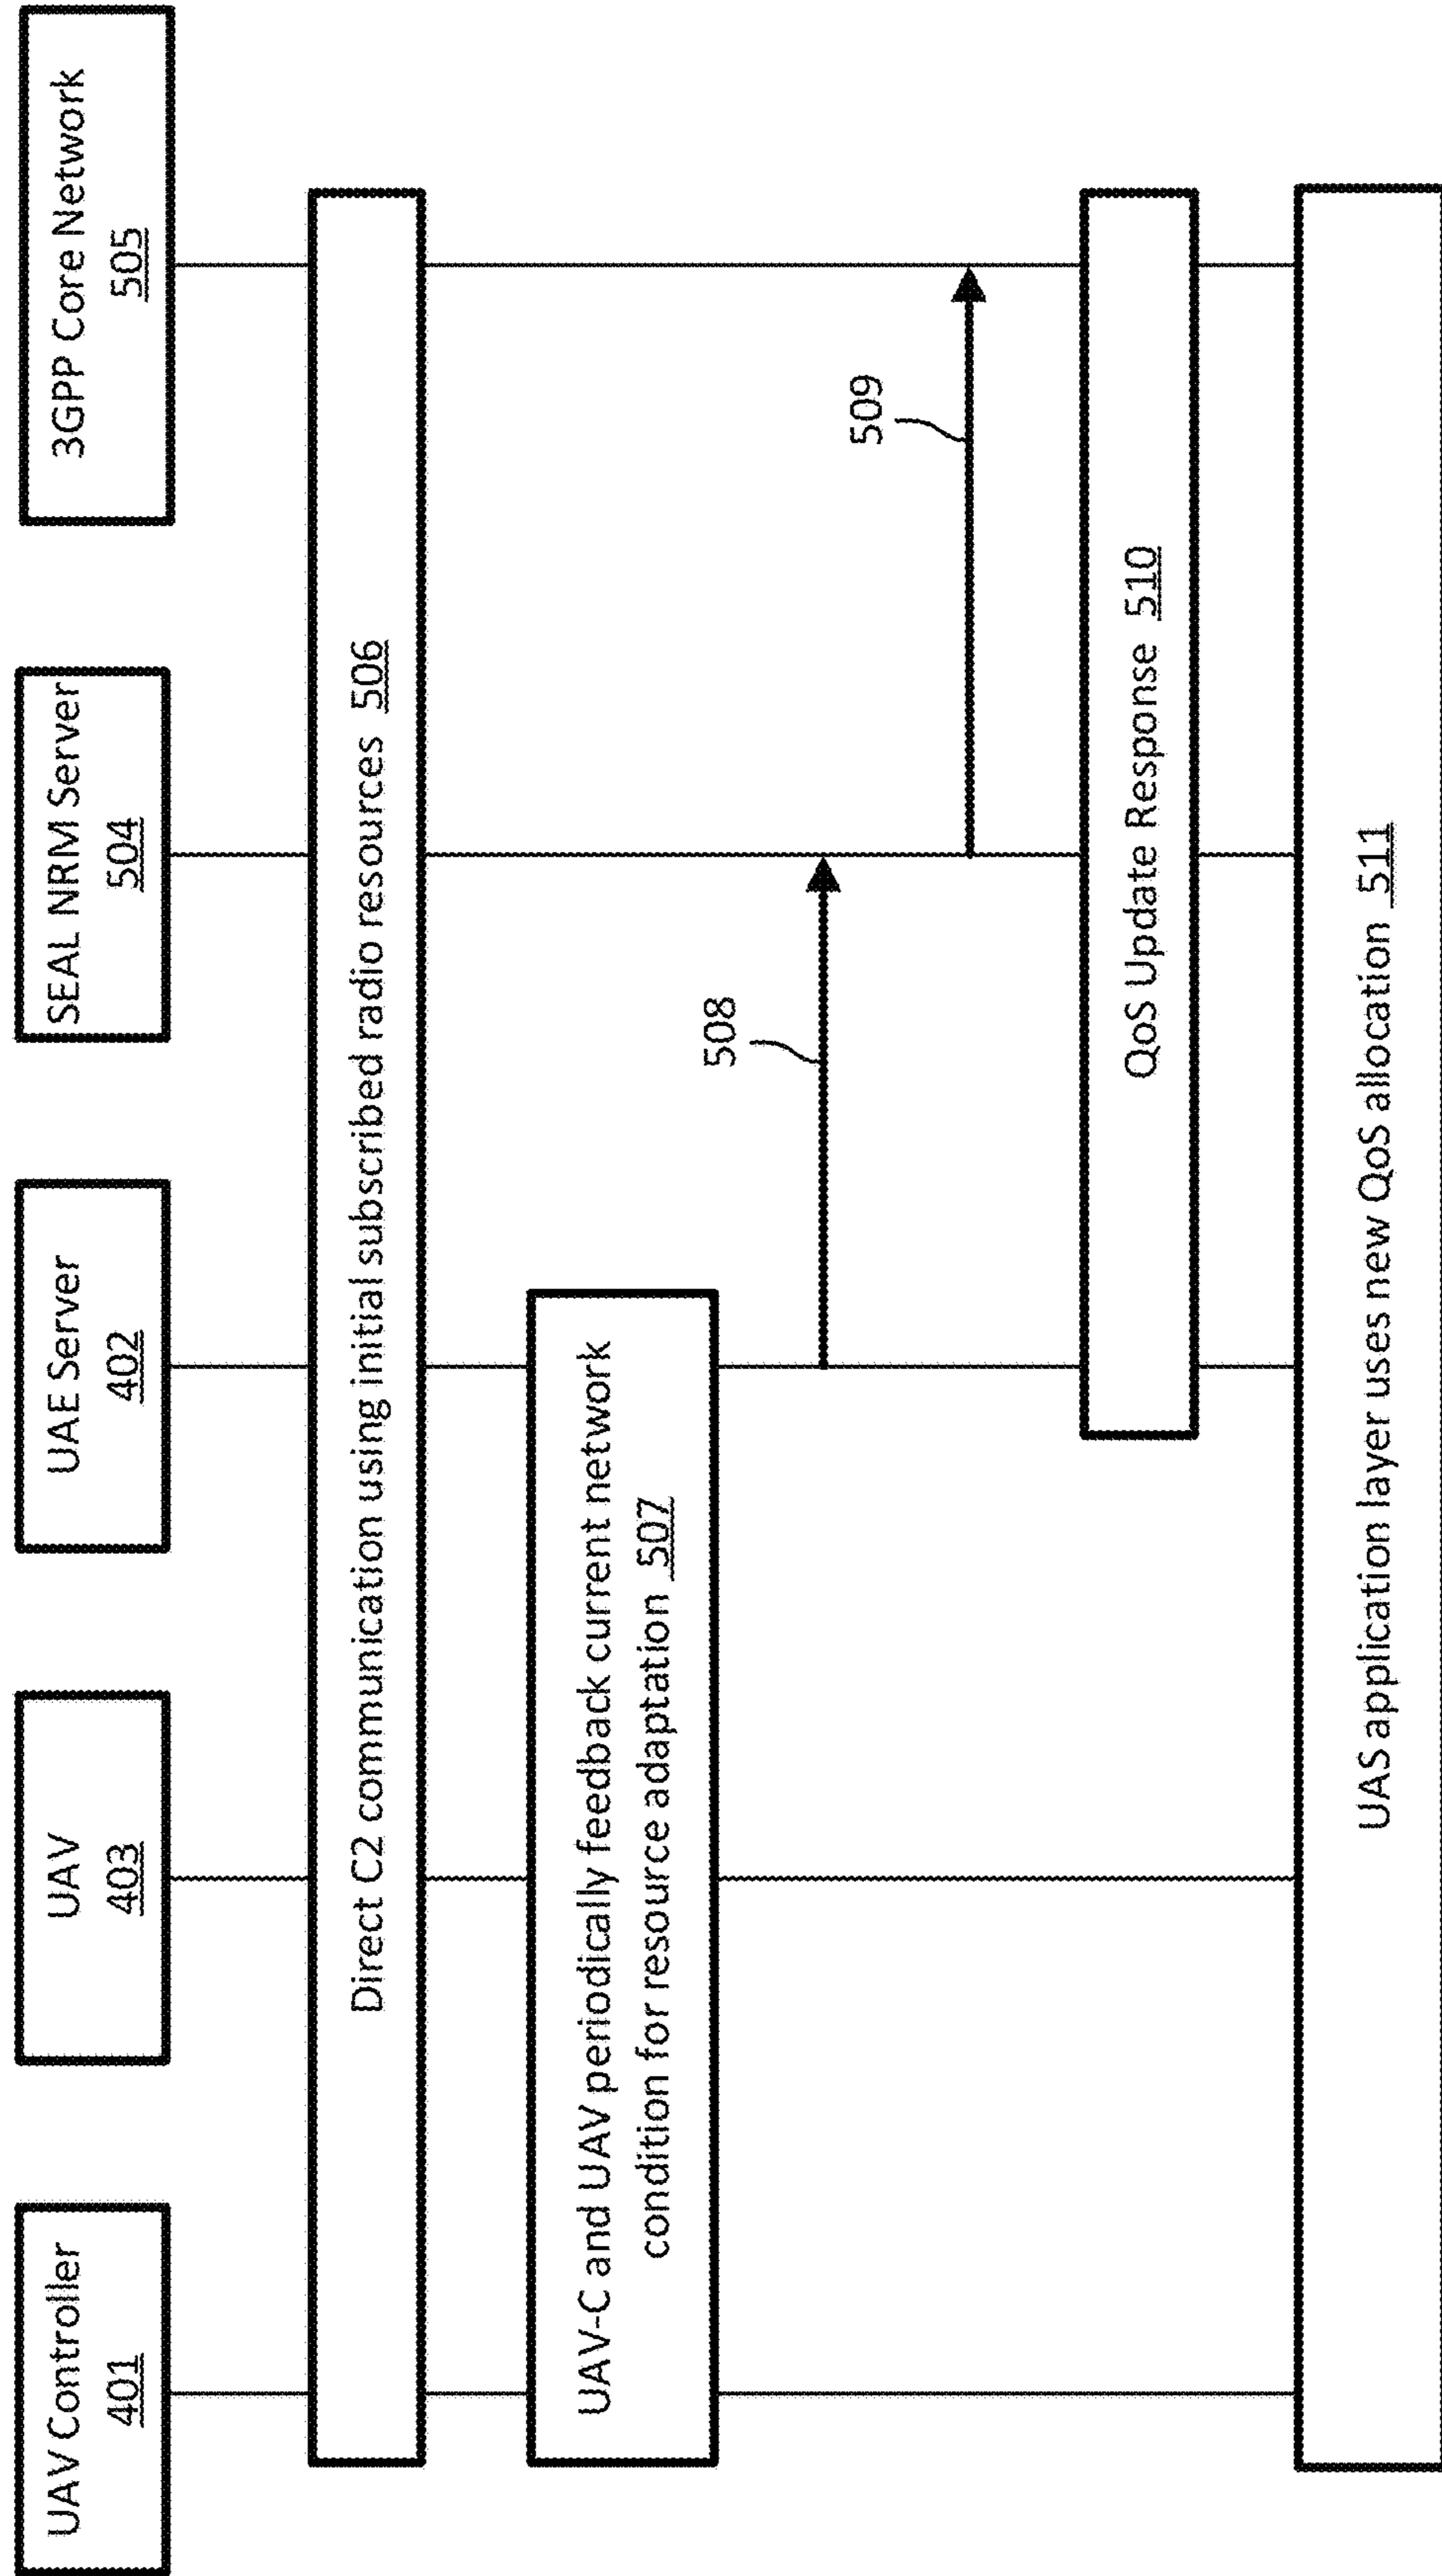 UAV Controller
401
UAV
403
UAE Server
402
SEAL NRM Server
504
3GPP Core Network
505
Direct C2 communication using initial subscribed radio resources 506
UAV-C and UAV periodically feedback current network
condition for resource adaptation 507
508
509
QoS Update Response 510
UAS application layer uses new QoS allocation 511